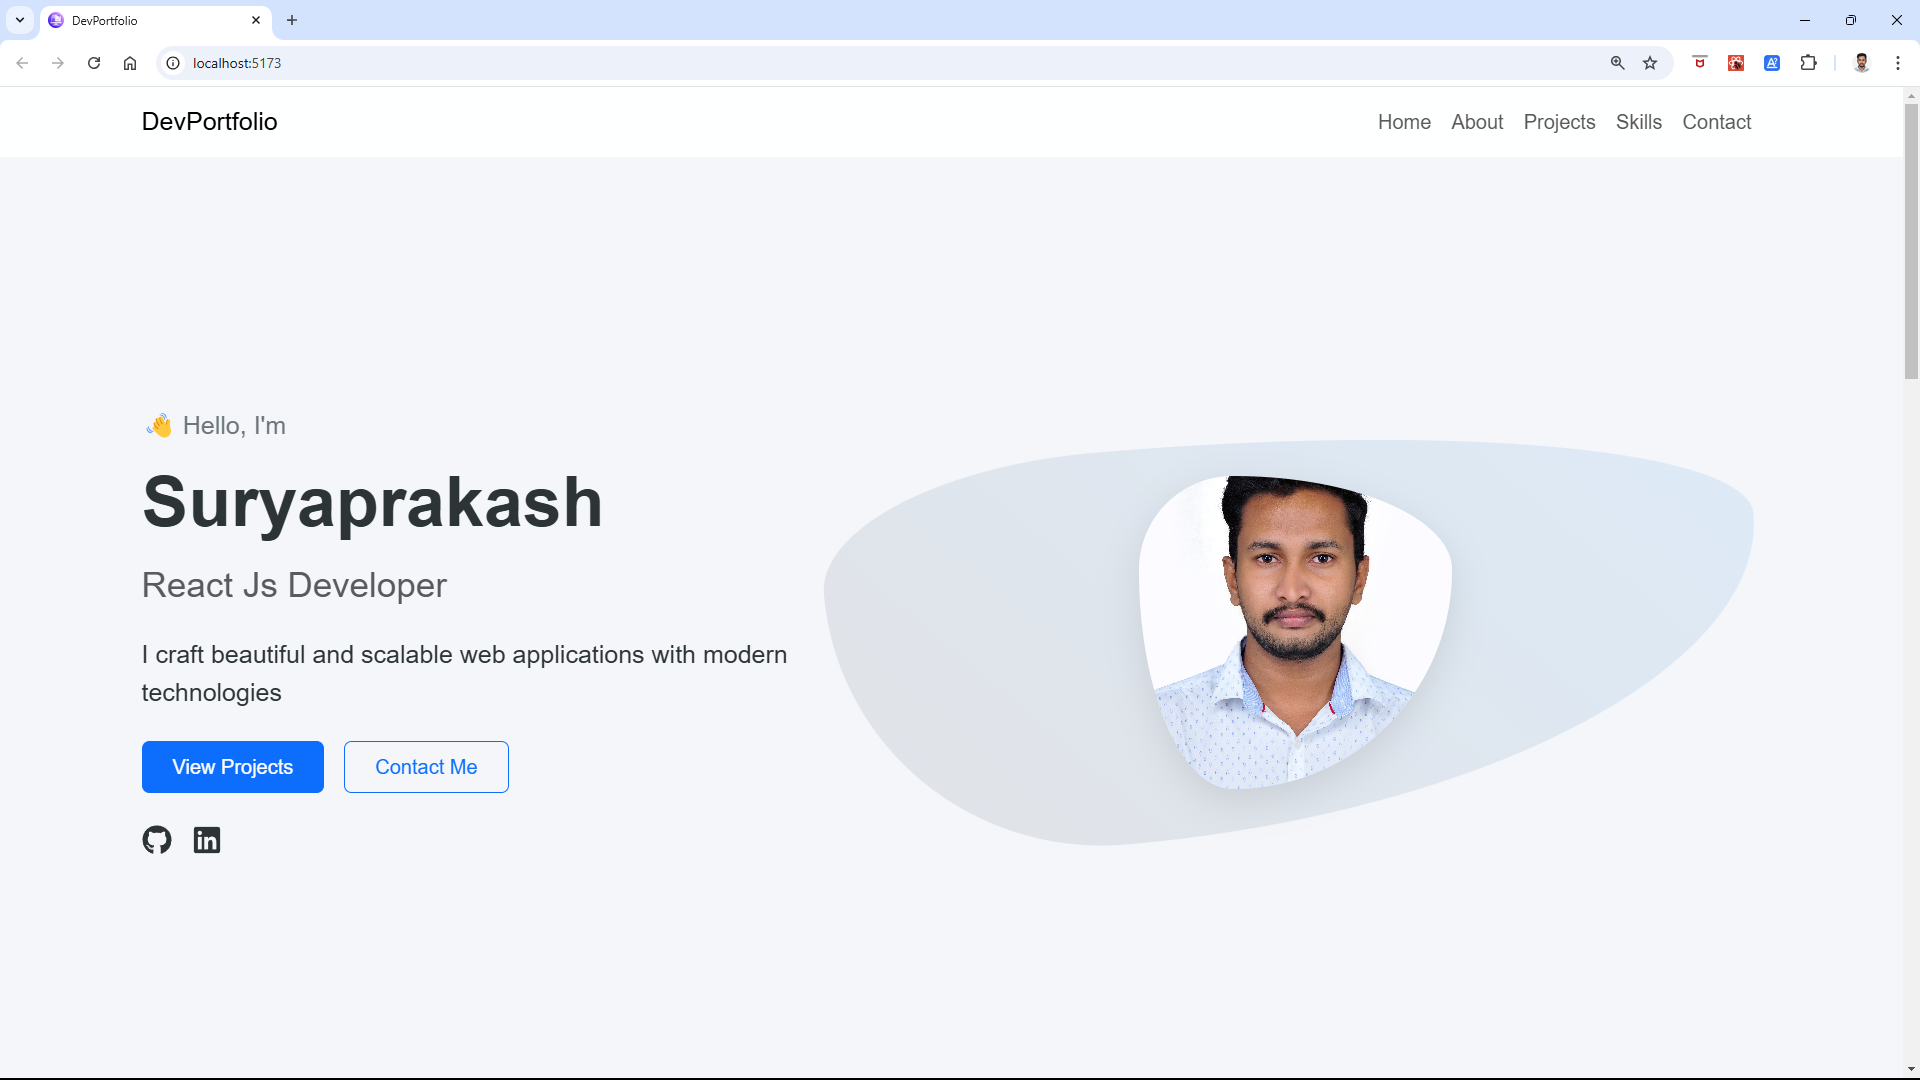 DevPortfolio
localhost:5173
DevPortfolio
Home About Projects Skills Contact
👋 Hello, I'm
Suryaprakash
React Js Developer
I craft beautiful and scalable web applications with modern
technologies
View Projects Contact Me
in